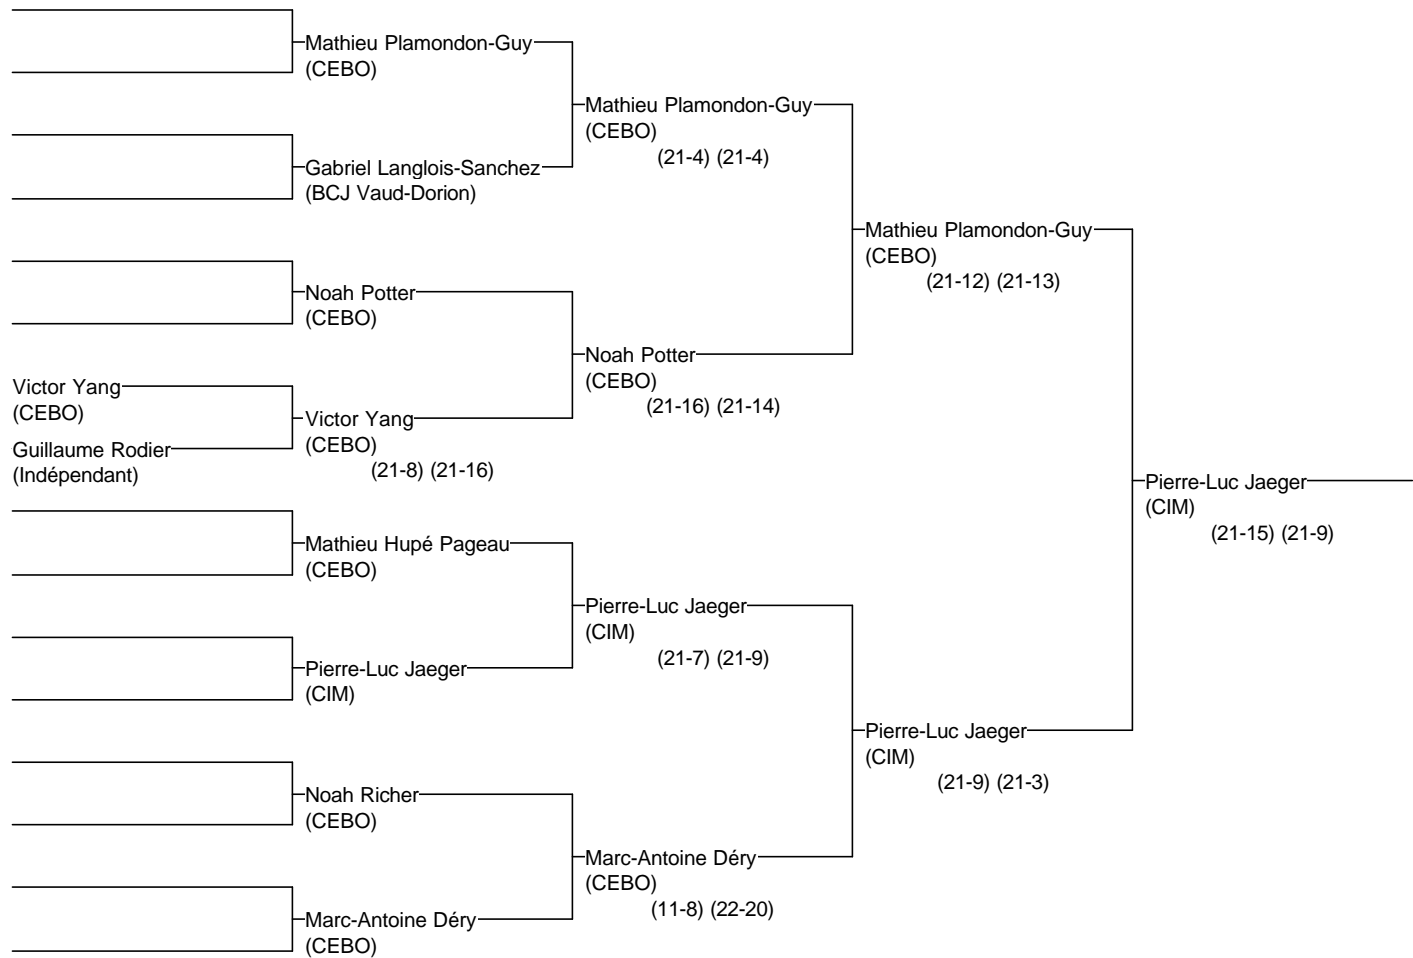 Mathieu Plamondon-Guy
(CEBO)
Mathieu Plamondon-Guy
(CEBO)
(21-4) (21-4)
Gabriel Langlois-Sanchez
(BCJ Vaud-Dorion)
Mathieu Plamondon-Guy
(CEBO)
(21-12) (21-13)
Noah Potter
(CEBO)
Noah Potter
(CEBO)
(21-16) (21-14)
Victor Yang
(CEBO)
Victor Yang
(CEBO)
(21-8) (21-16)
Guillaume Rodier
(Indépendant)
Pierre-Luc Jaeger
(CIM)
(21-15) (21-9)
Mathieu Hupé Pageau
(CEBO)
Pierre-Luc Jaeger
(CIM)
(21-7) (21-9)
Pierre-Luc Jaeger
(CIM)
Pierre-Luc Jaeger
(CIM)
(21-9) (21-3)
Noah Richer
(CEBO)
Marc-Antoine Déry
(CEBO)
(11-8) (22-20)
Marc-Antoine Déry
(CEBO)